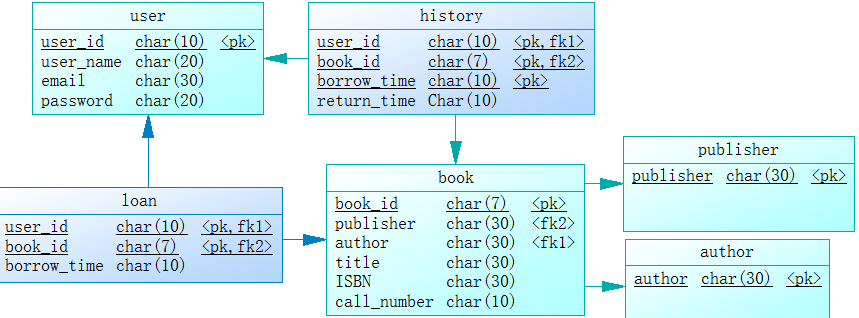 user
user_id char(10) <pk>
user_name char(20)
email char(30)
password char(20)
history
user_id char(10) <pk,fk1>
book_id char(7) <pk,fk2>
borrow_time char(10) <pk>
return_time Char(10)
loan
user_id char(10) <pk,fk1>
book_id char(7) <pk,fk2>
borrow_time char(10)
book
book_id char(7) <pk>
publisher char(30) <fk2>
author char(30) <fk1>
title char(30)
ISBN char(30)
call_number char(10)
publisher
publisher char(30) <pk>
author
author char(30) <pk>